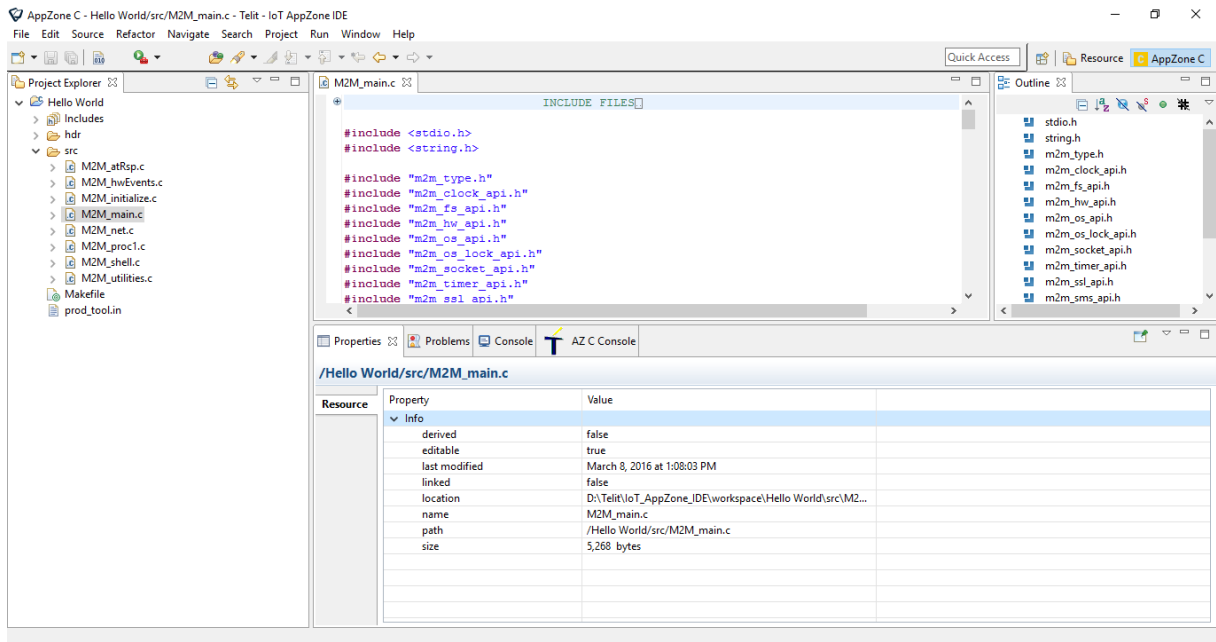 AppZone C - Hello World/src/M2M_main.c - Telit - IoT AppZone IDE
File Edit Source Refactor Navigate Search Project Run Window Help
Quick Access
Resource
AppZone C
Project Explorer
Hello World
Includes
hdr
src
M2M_atRsp.c
M2M_hwEvents.c
M2M_initialize.c
M2M_main.c
M2M_net.c
M2M_proc1.c
M2M_shell.c
M2M_utilities.c
Makefile
prod_tool.in
M2M_main.c
INCLUDE FILES
#include <stdio.h>
#include <string.h>
#include "m2m_type.h"
#include "m2m_clock_api.h"
#include "m2m_fs_api.h"
#include "m2m_hw_api.h"
#include "m2m_os_api.h"
#include "m2m_os_lock_api.h"
#include "m2m_socket_api.h"
#include "m2m_timer_api.h"
#include "m2m_ssl_api.h"
Outline
stdio.h
string.h
m2m_type.h
m2m_clock_api.h
m2m_fs_api.h
m2m_hw_api.h
m2m_os_api.h
m2m_os_lock_api.h
m2m_socket_api.h
m2m_timer_api.h
m2m_ssl_api.h
m2m_sms_api.h
Properties Problems Console AZ C Console
/Hello World/src/M2M_main.c
Resource
Property Value
Info
derived false
editable true
last modified March 8, 2016 at 1:08:03 PM
linked false
location D:\Telit\IoT_AppZone_IDE\workspace\Hello World\src\M2...
name M2M_main.c
path /Hello World/src/M2M_main.c
size 5,268 bytes